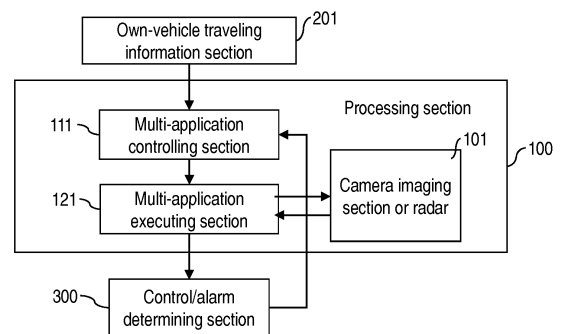 Own-vehicle traveling
information section
201
Processing section
111
Multi-application
controlling section
101
100
121
Multi-application
executing section
Camera imaging
section or radar
300
Control/alarm
determining section